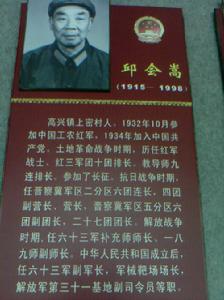 邱会嵩
(1915－1998)
高兴镇上密村人，1932年10月参
加中国工农红军，1934年加入中国共
产党。土地革命战争时期，历任红军
战士、红三军团十团排长、教导师九
连排长，参加了长征。抗日战争时期，
任晋察冀军区二分区六团连长，四团
副营长，营长，晋察冀军区五分区六
团副团长，二十七团团长。解放战争
时期，任六十三军补充师师长、一八
九师副师长。中华人民共和国成立后，
任六十三军副军长，军械靶场场长，
解放军第三十一基地副司令员等职。